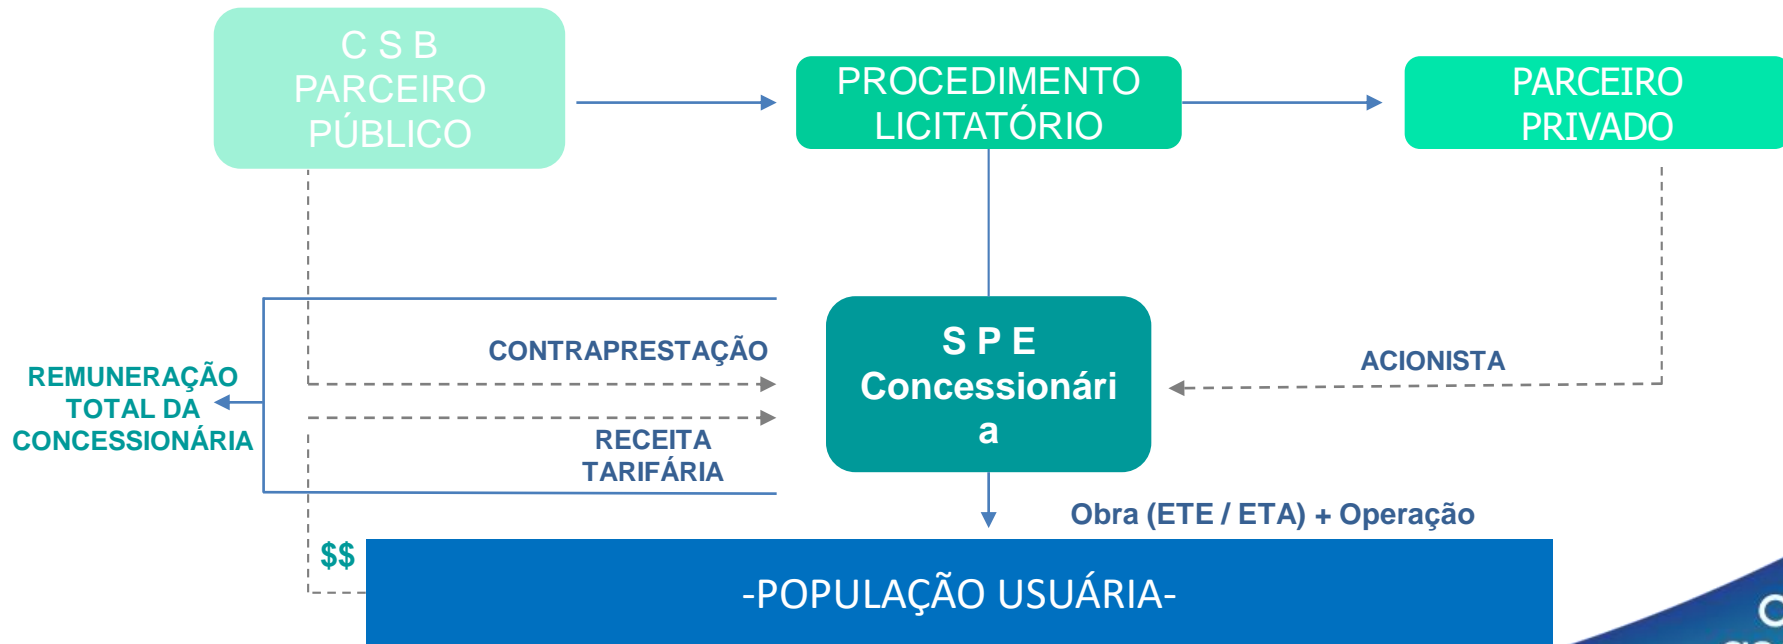 C S B
PARCEIRO
PÚBLICO
PROCEDIMENTO
LICITATÓRIO
PARCEIRO
PRIVADO
CONTRAPRESTAÇÃO
S P E
Concessionári
a
ACIONISTA
REMUNERAÇÃO
TOTAL DA
CONCESSIONÁRIA
RECEITA
TARIFÁRIA
Obra (ETE / ETA) + Operação
$$
-POPULAÇÃO USUÁRIA-